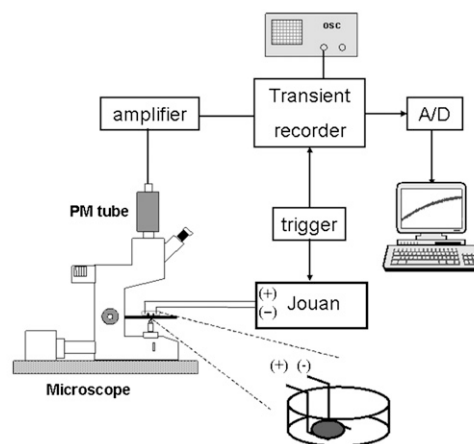 OSC
amplifier
Transient
recorder
A/D
PM tube
trigger
(+)
(−)
Jouan
Microscope
(+) (-)